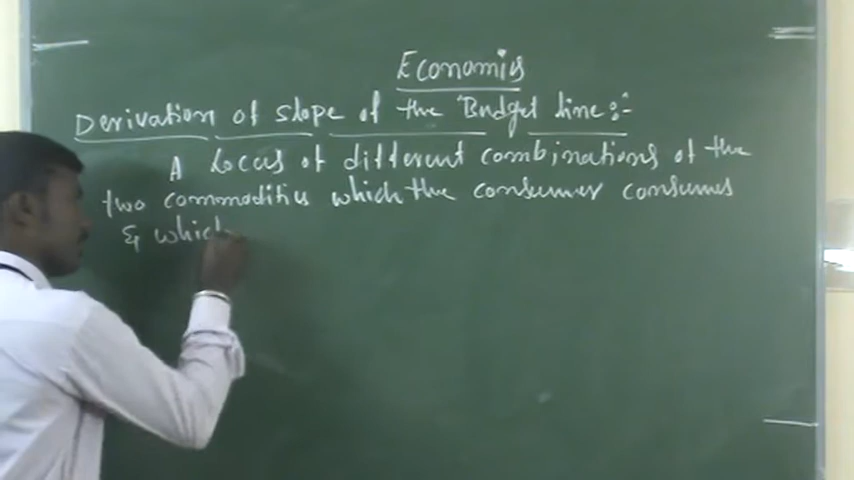 Economics
Derivation of slope of the Budget line:-
A locus of different combinations of the
two commodities which the consumer consumes
& which